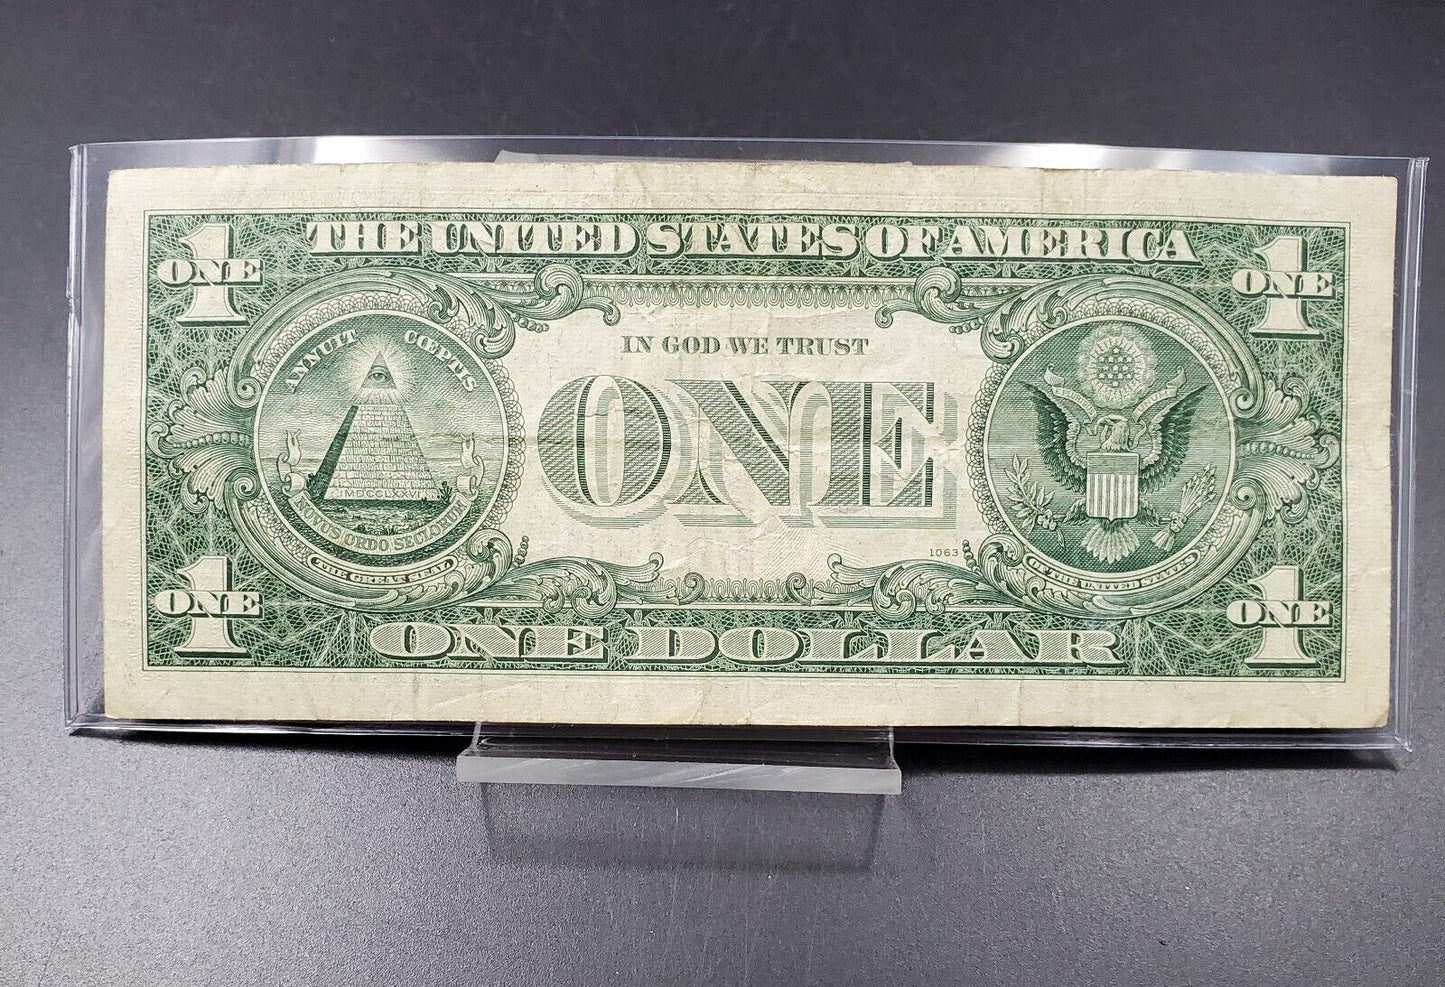 THE UNITED STATES OF AMERICA
1
ONE
1
ONE
ANNUIT CŒPTIS
IN GOD WE TRUST
ONE
MDCCLXXVI
NOVUS ORDO SECLORUM
THE GREAT SEAL
1063
OF THE UNITED STATES
1
ONE
1
ONE
ONE DOLLAR